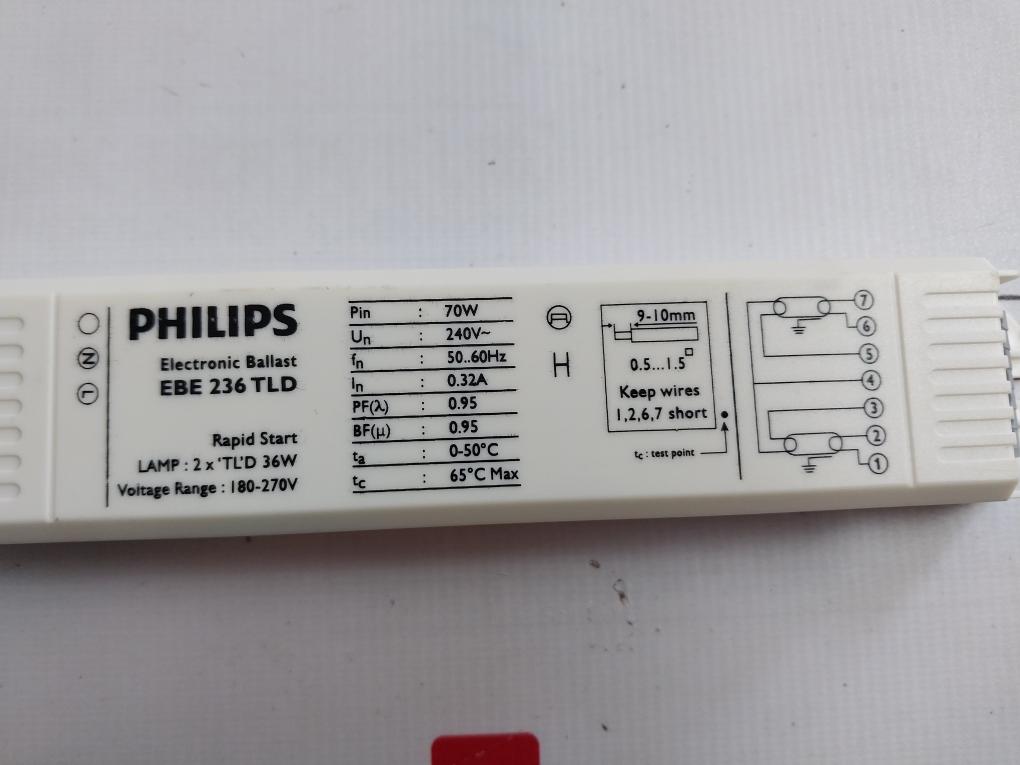 N
L
PHILIPS
Electronic Ballast
EBE 236 TLD
Rapid Start
LAMP : 2 x 'TL'D 36W
Voltage Range : 180-270V
Pin : 70W
Un : 240V~
fn : 50..60Hz
In : 0.32A
PF(λ) : 0.95
BF(μ) : 0.95
ta : 0-50°C
tc : 65°C Max
A
H
9-10mm
0.5...1.5□
Keep wires
1,2,6,7 short
tc : test point
7
6
5
4
3
2
1